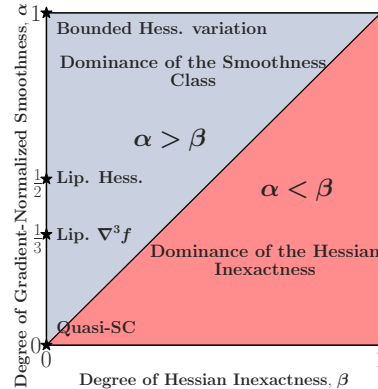 Degree of Gradient-Normalized Smoothness, α
1
Bounded Hess. variation
Dominance of the Smoothness
Class
α > β
1/2
Lip. Hess.
α < β
1/3
Lip. ∇³f
Dominance of the Hessian
Inexactness
Quasi-SC
0
0
Degree of Hessian Inexactness, β